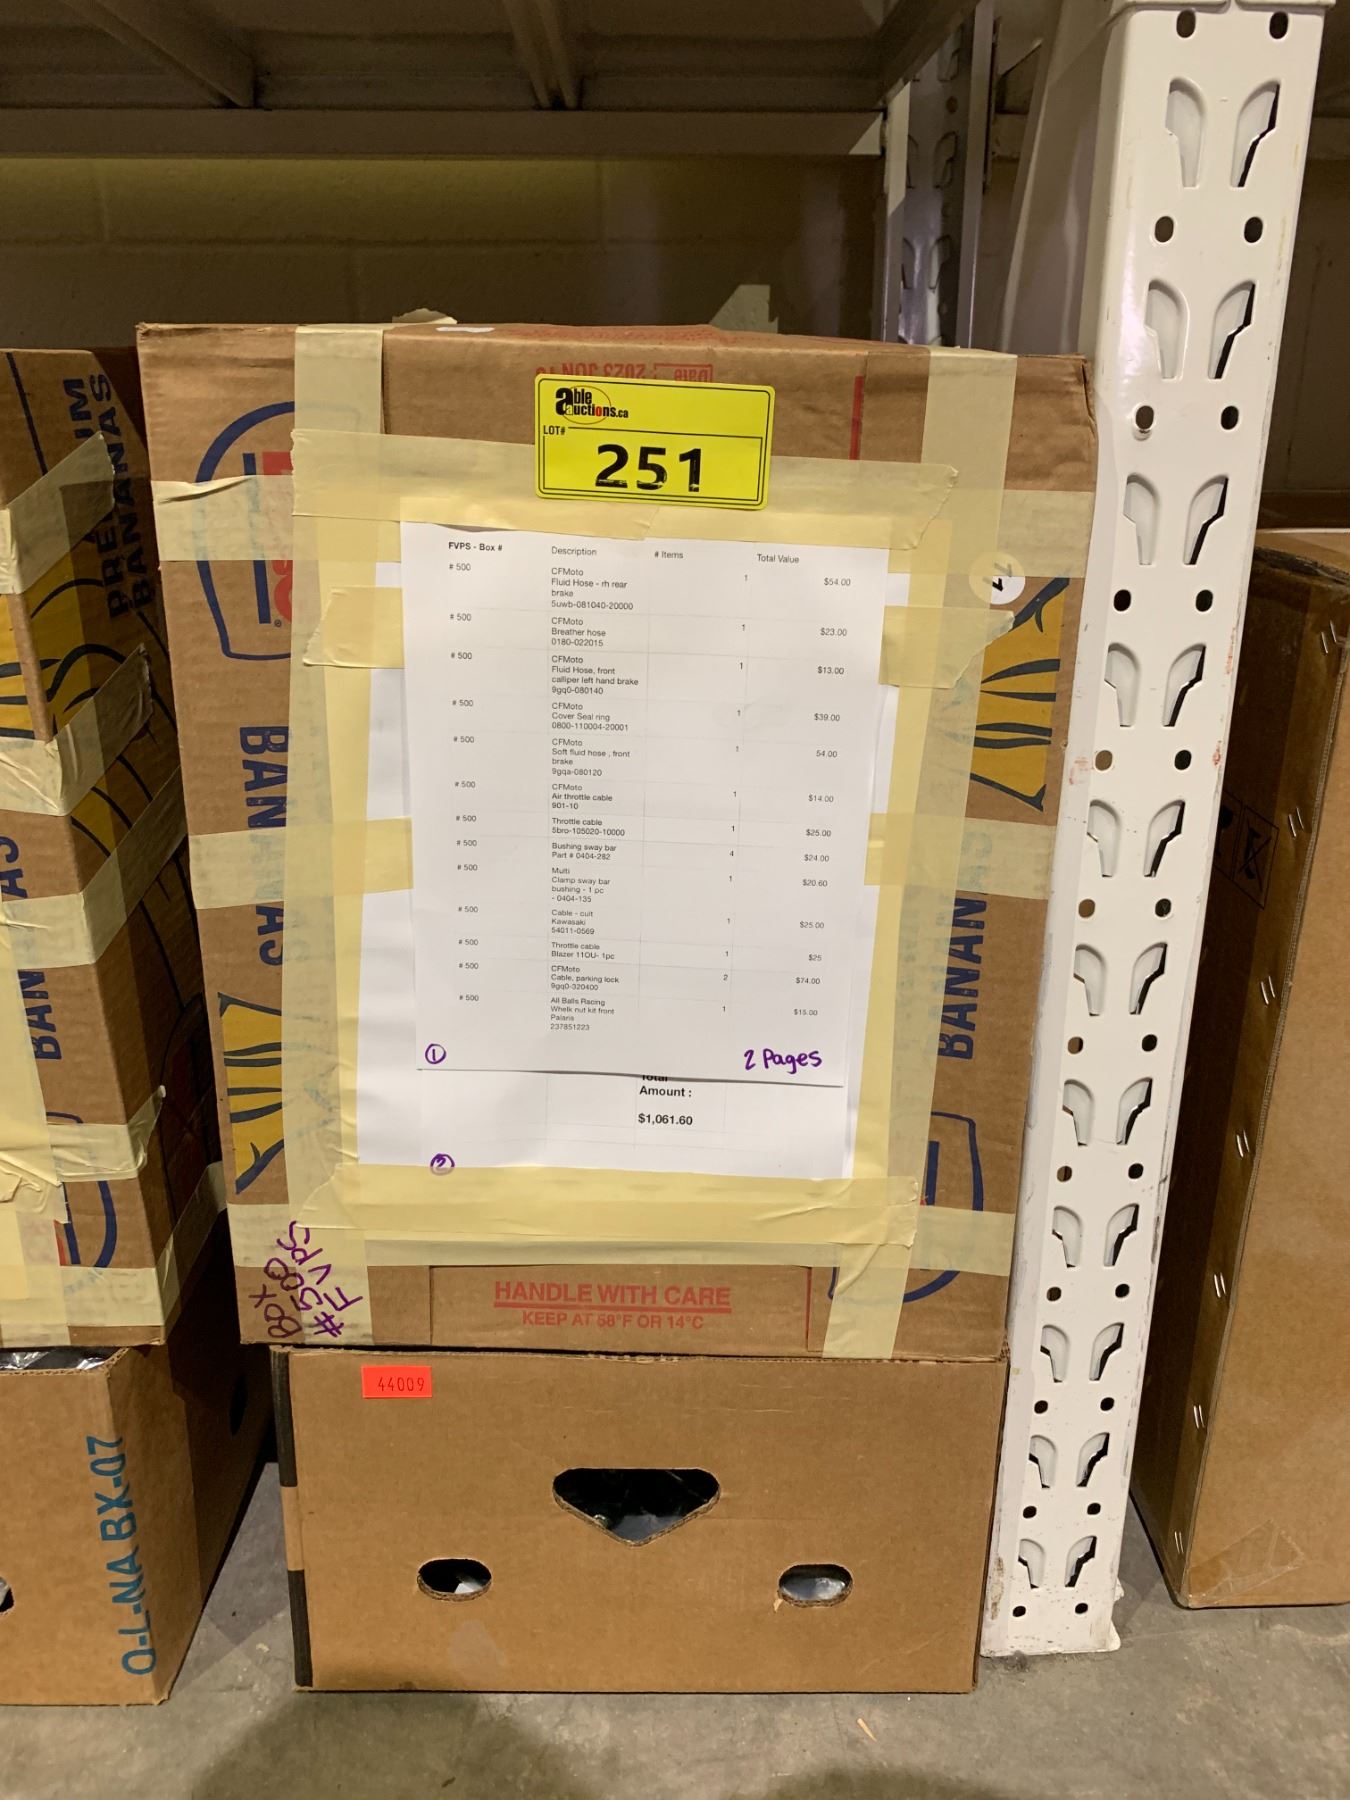 PREMIUM
BANANAS
BANANAS
O-L-NA BX-07
Date : 2023 JUN
able
auctions.ca
LOT#
251
FVPS - Box # Description # Items Total Value
# 500 CFMoto 1 $54.00
Fluid Hose - rh rear
brake
5uwb-081040-20000
# 500 CFMoto 1 $23.00
Breather hose
0180-022015
# 500 CFMoto 1 $13.00
Fluid Hose, front
calliper left hand brake
9gq0-080140
# 500 CFMoto 1 $39.00
Cover Seal ring
0800-110004-20001
# 500 CFMoto 1 54.00
Soft fluid hose , front
brake
9gqa-080120
# 500 CFMoto 1 $14.00
Air throttle cable
901-10
# 500 Throttle cable 1 $25.00
5bro-105020-10000
# 500 Bushing sway bar 4 $24.00
Part # 0404-282
# 500 Multi 1 $20.60
Clamp sway bar
bushing - 1 pc
- 0404-135
# 500 Cable - cult 1 $25.00
Kawasaki
54011-0569
# 500 Throttle cable 1 $25
Blazer 110U- 1pc
# 500 CFMoto 2 $74.00
Cable, parking lock
9gq0-320400
# 500 All Balls Racing 1 $15.00
Whelk nut kit front
Palaris
237851223
1 2 Pages
Total
Amount :
$1,061.60
2
BANANAS
BANANAS
BOX
#500
FVPS
HANDLE WITH CARE
KEEP AT 58°F OR 14°C
44009